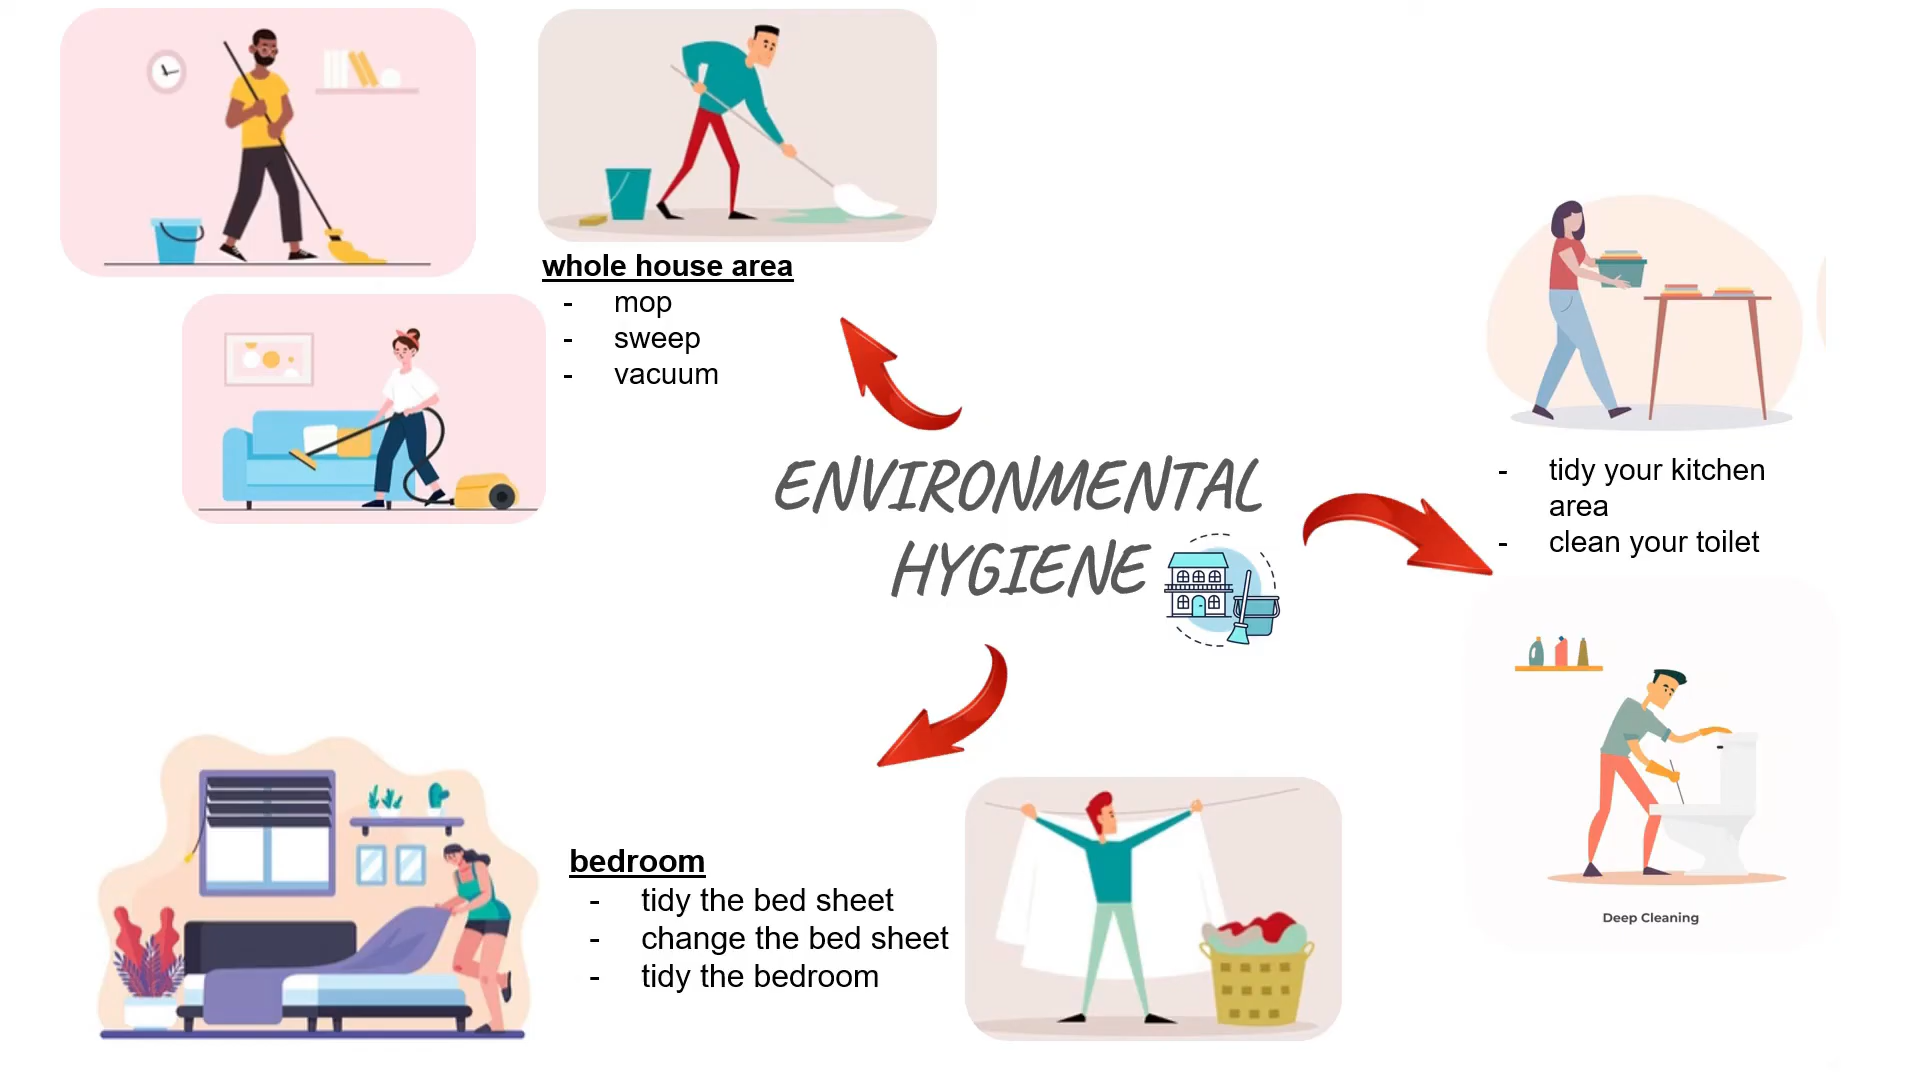 whole house area
- mop
- sweep
- vacuum
ENVIRONMENTAL
HYGIENE
- tidy your kitchen
area
- clean your toilet
Deep Cleaning
bedroom
- tidy the bed sheet
- change the bed sheet
- tidy the bedroom